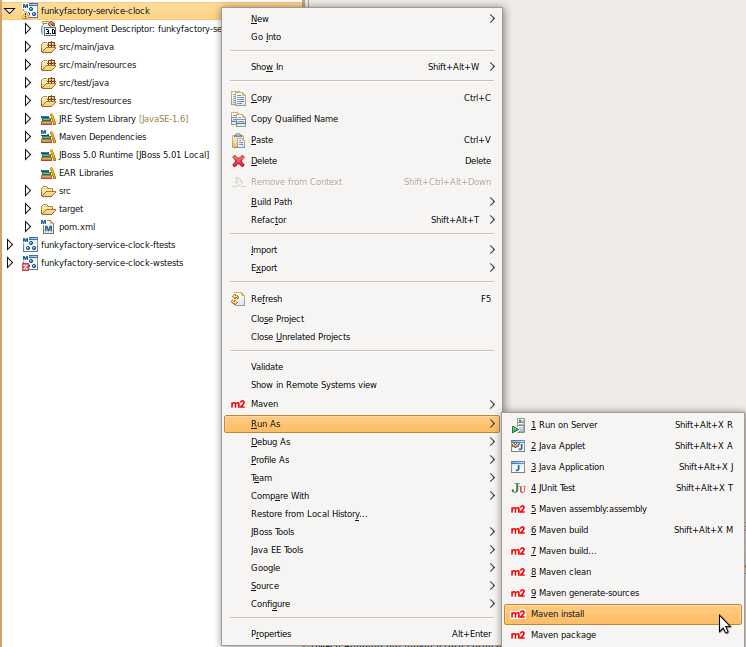 funkyfactory-service-clock
Deployment Descriptor: funkyfactory-se
src/main/java
src/main/resources
src/test/java
src/test/resources
JRE System Library [JavaSE-1.6]
Maven Dependencies
JBoss 5.0 Runtime [JBoss 5.01 Local]
EAR Libraries
src
target
pom.xml
funkyfactory-service-clock-ftests
funkyfactory-service-clock-wstests
New
Go Into
Show In Shift+Alt+W
Copy Ctrl+C
Copy Qualified Name
Paste Ctrl+V
Delete Delete
Remove from Context Shift+Ctrl+Alt+Down
Build Path
Refactor Shift+Alt+T
Import
Export
Refresh F5
Close Project
Close Unrelated Projects
Validate
Show in Remote Systems view
m2 Maven
Run As
Debug As
Profile As
Team
Compare With
Restore from Local History...
JBoss Tools
Java EE Tools
Google
Source
Configure
Properties Alt+Enter
1 Run on Server Shift+Alt+X R
2 Java Applet Shift+Alt+X A
3 Java Application Shift+Alt+X J
Ju 4 JUnit Test Shift+Alt+X T
m2 5 Maven assembly:assembly
m2 6 Maven build Shift+Alt+X M
m2 7 Maven build...
m2 8 Maven clean
m2 9 Maven generate-sources
m2 Maven install
m2 Maven package